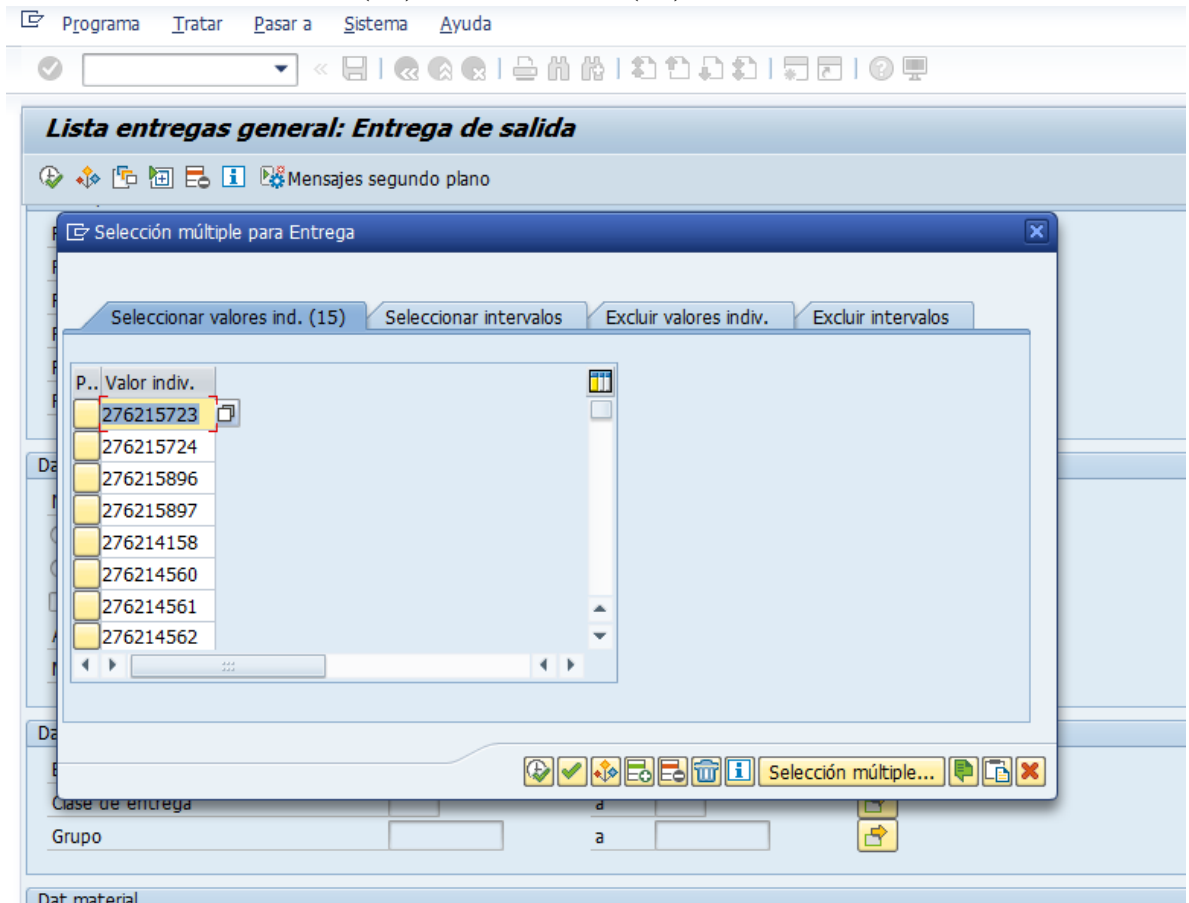 Programa Tratar Pasar a Sistema Ayuda
Lista entregas general: Entrega de salida
Mensajes segundo plano
Selección múltiple para Entrega
Seleccionar valores ind. (15) Seleccionar intervalos Excluir valores indiv. Excluir intervalos
P.. Valor indiv.
276215723
276215724
276215896
276215897
276214158
276214560
276214561
276214562
Selección múltiple...
Clase de entrega a
Grupo a
Dat material